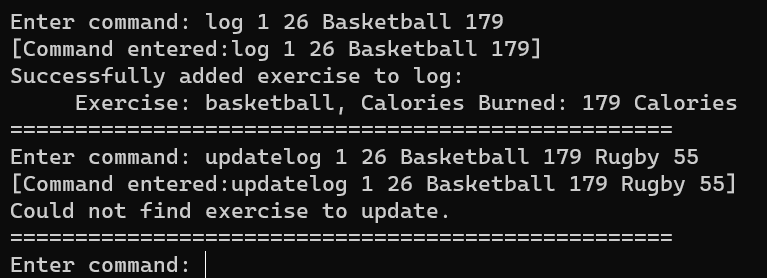 Enter command: log 1 26 Basketball 179
[Command entered:log 1 26 Basketball 179]
Successfully added exercise to log:
     Exercise: basketball, Calories Burned: 179 Calories
===================================================
Enter command: updatelog 1 26 Basketball 179 Rugby 55
[Command entered:updatelog 1 26 Basketball 179 Rugby 55]
Could not find exercise to update.
===================================================
Enter command: